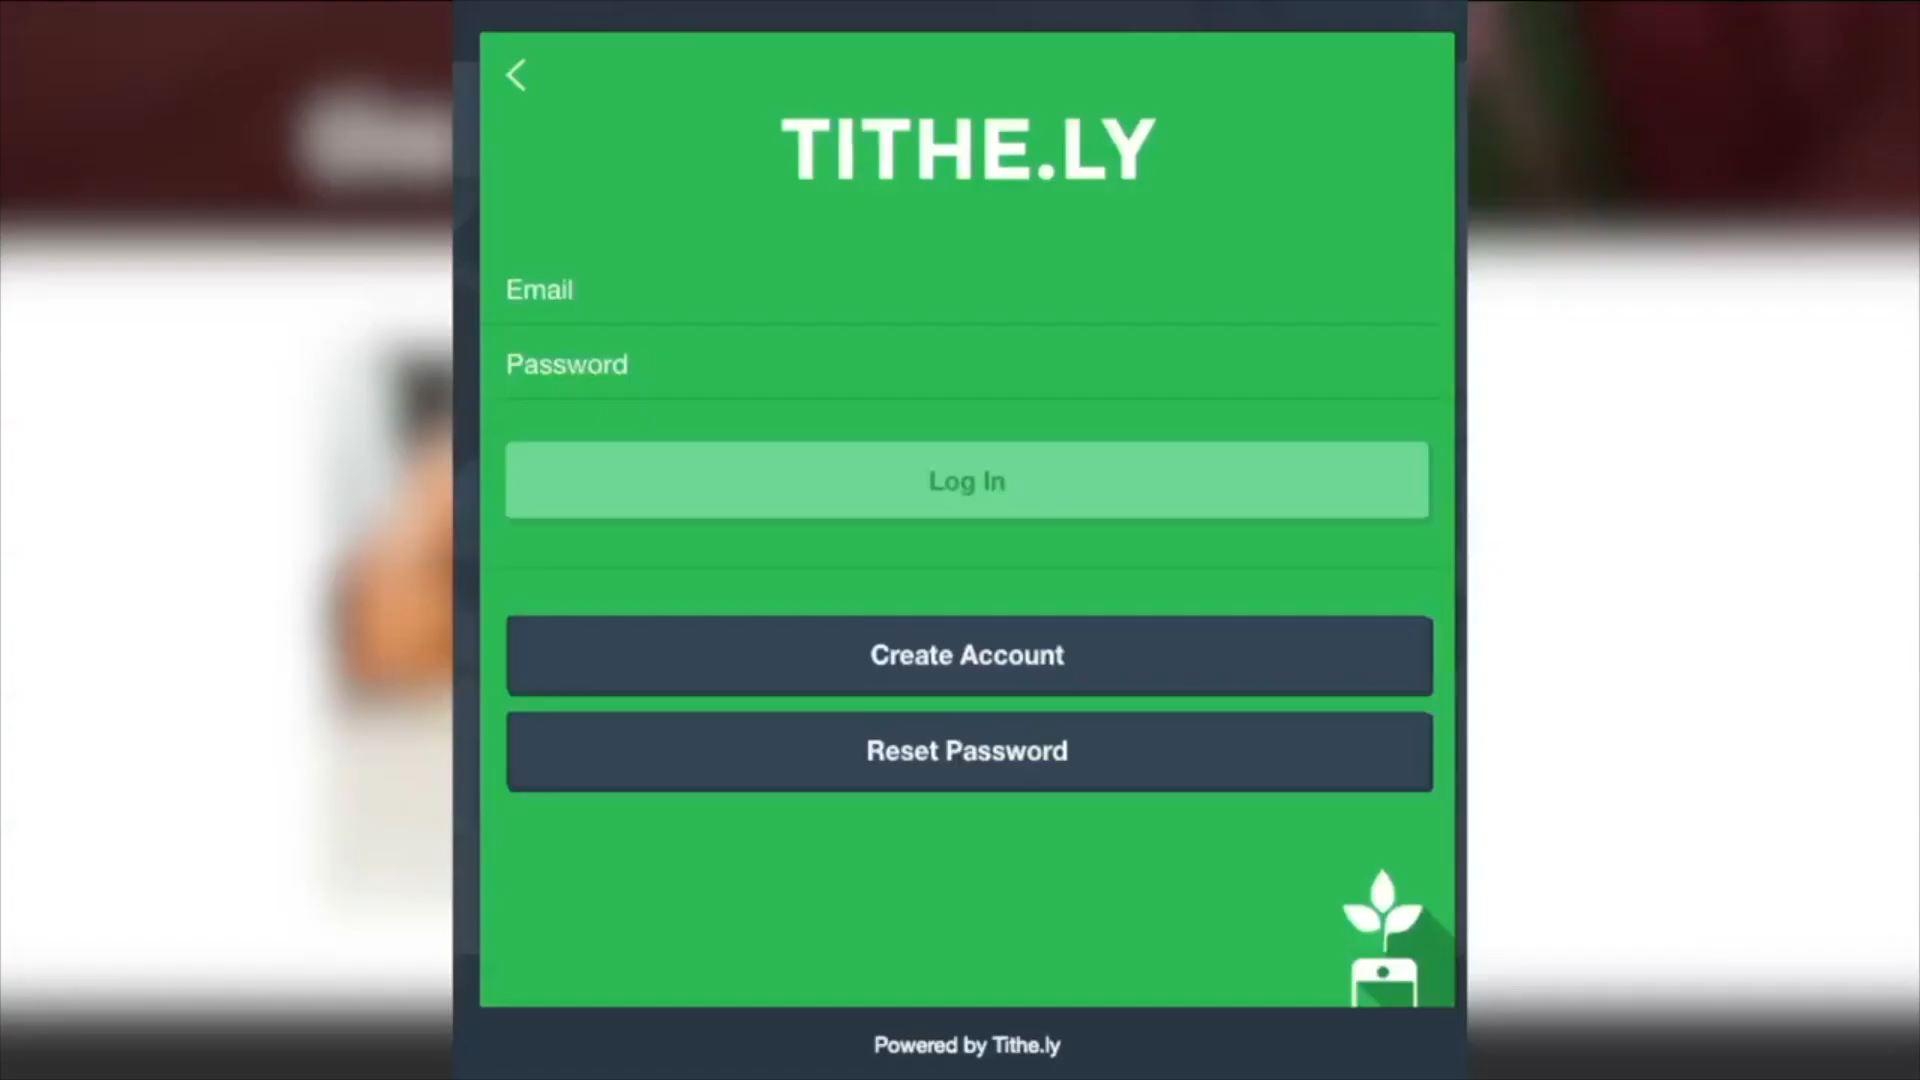 TITHE.LY
Email
Password
Log In
Create Account
Reset Password
Powered by Tithe.ly